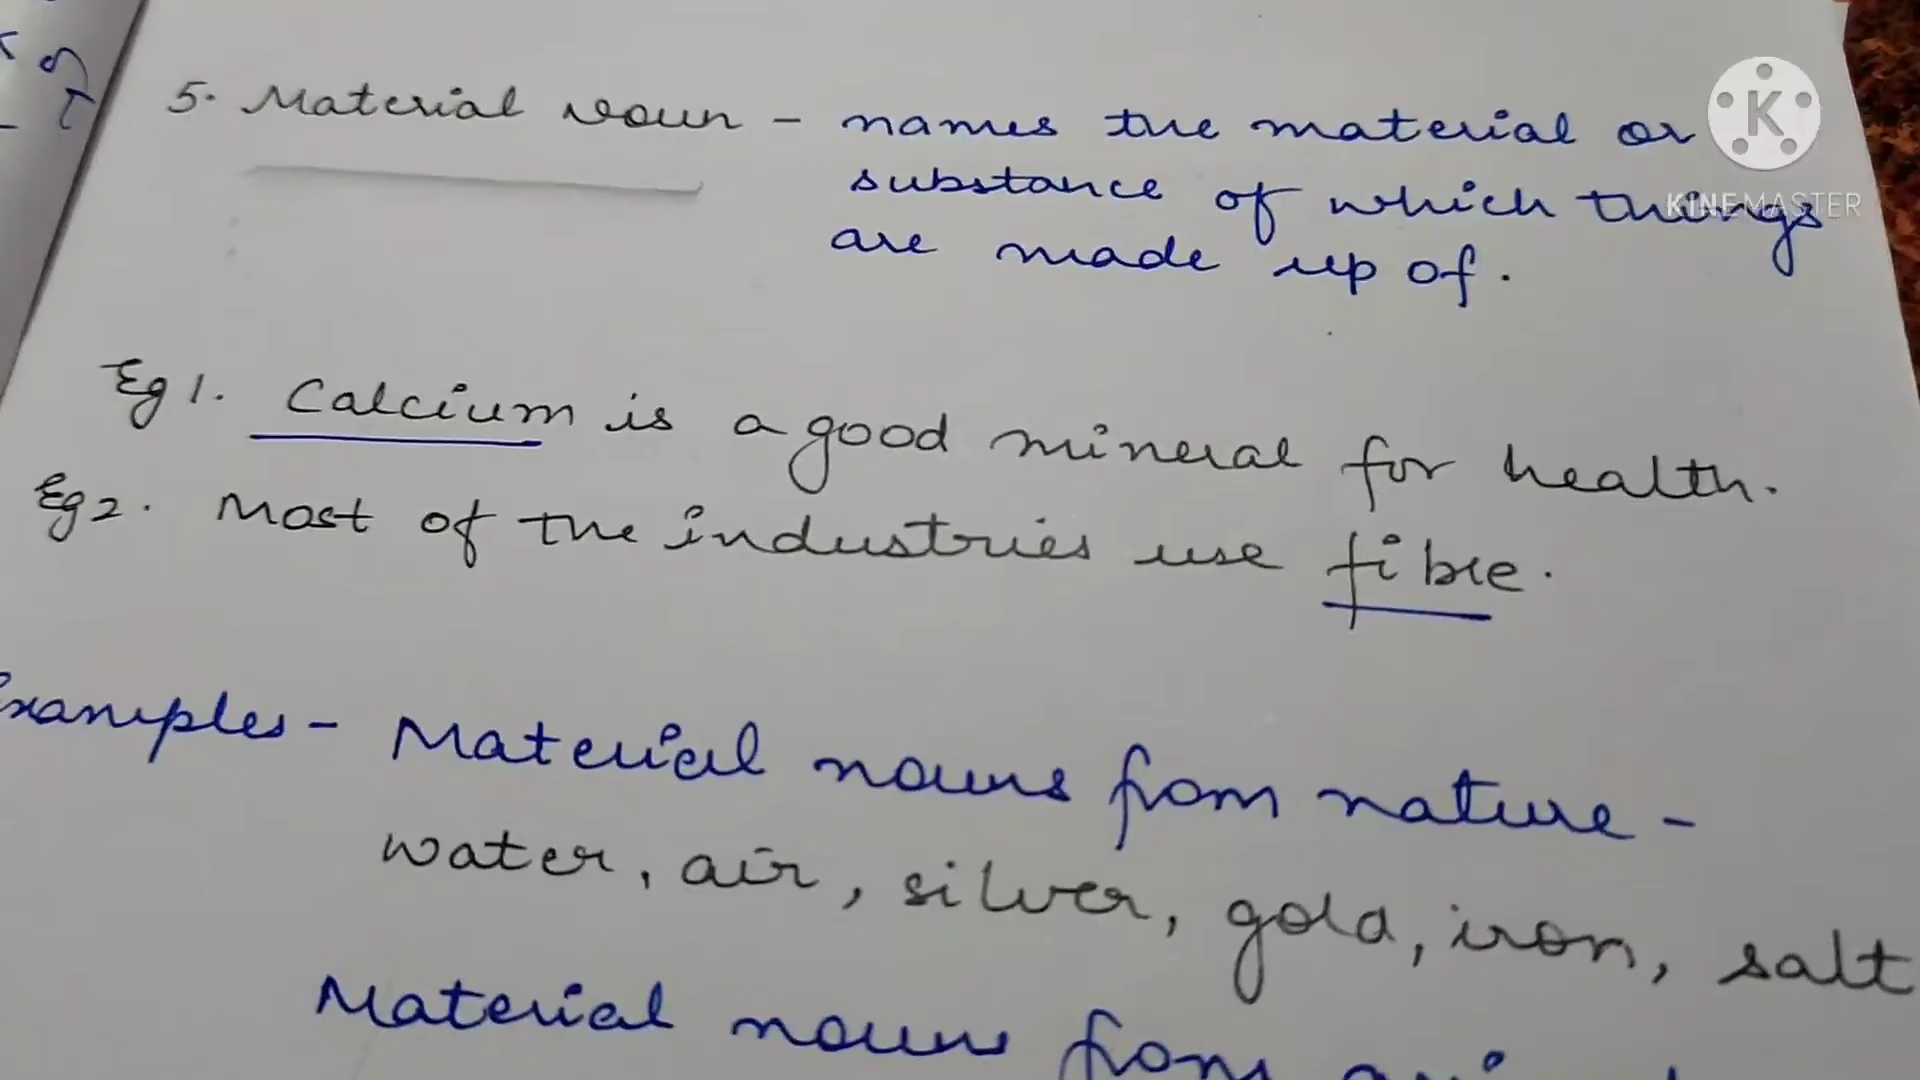 5. Material noun - names the material or
substance of which things
are made up of.
Eg 1. Calcium is a good mineral for health.
Eg 2. Most of the industries use fibre.
Examples - Material nouns from nature -
water, air, silver, gold, iron, salt
Material nouns from
K
KINEMASTER